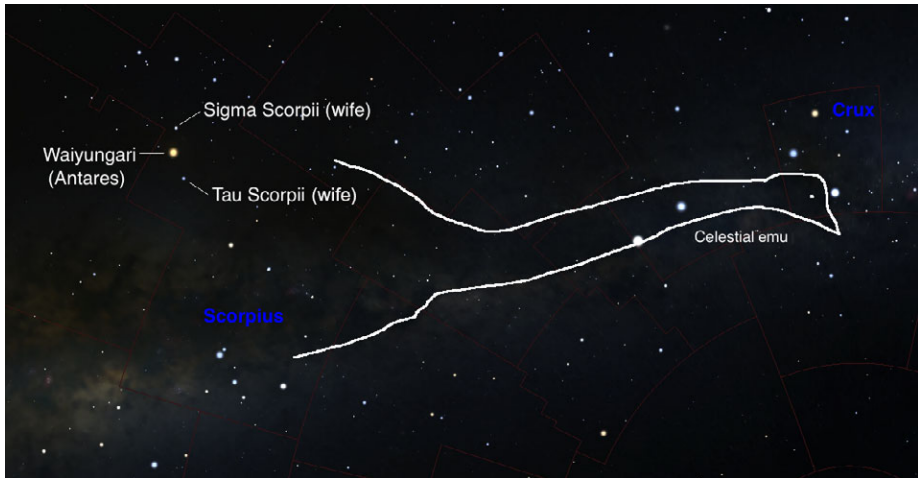 Sigma Scorpii (wife)
Waiyungari
(Antares)
Tau Scorpii (wife)
Crux
Celestial emu
Scorpius